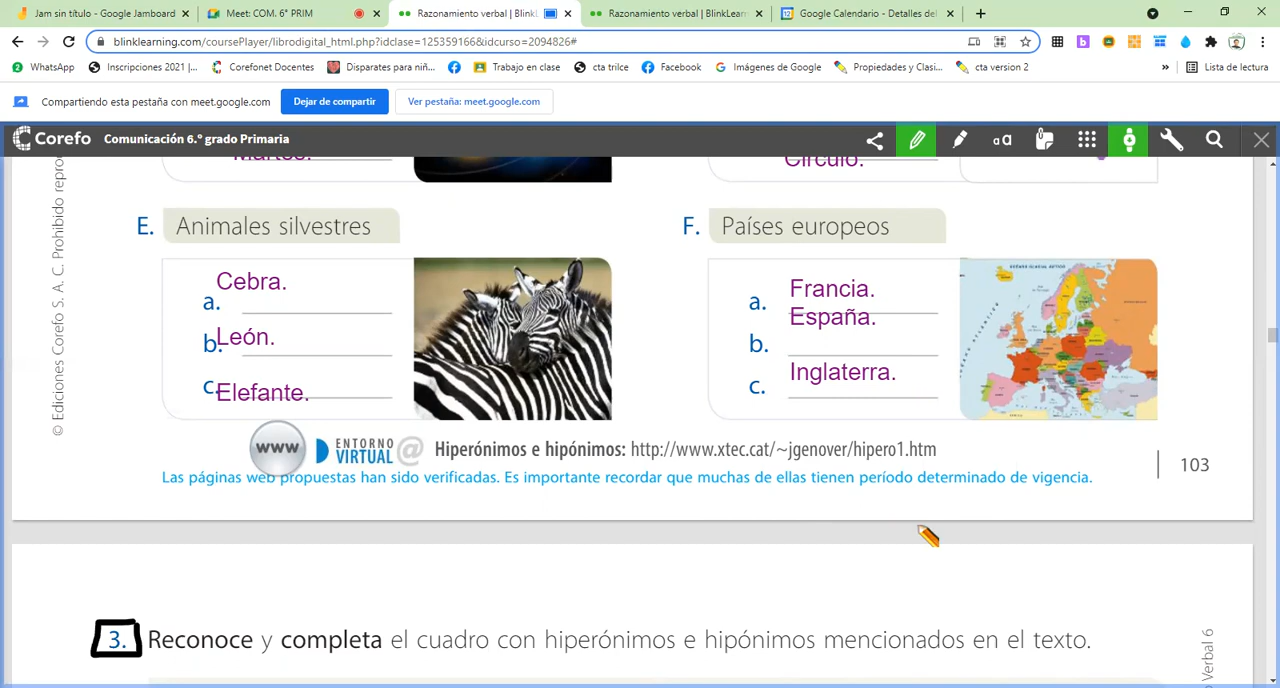 Jam sin título - Google Jamboard
Meet: COM. 6° PRIM
Razonamiento verbal | BlinkL
Razonamiento verbal | BlinkLearn
Google Calendario - Detalles del
blinklearning.com/coursePlayer/librodigital_html.php?idclase=125359166&idcurso=2094826#
WhatsApp
Inscripciones 2021 |...
Corefonet Docentes
Disparates para niñ...
Trabajo en clase
cta trilce
Facebook
Imágenes de Google
Propiedades y Clasi...
cta version 2
»
Lista de lectura
Compartiendo esta pestaña con meet.google.com
Dejar de compartir
Ver pestaña: meet.google.com
Corefo
Comunicación 6.º grado Primaria
aa
Martes.
Círculo.
© Ediciones Corefo S. A. C. Prohibido repro
E. Animales silvestres
a. Cebra.
b. León.
c. Elefante.
F. Países europeos
a. Francia.
España.
b.
c. Inglaterra.
www
ENTORNO
VIRTUAL
@
Hiperónimos e hipónimos: http://www.xtec.cat/~jgenover/hipero1.htm
103
Las páginas web propuestas han sido verificadas. Es importante recordar que muchas de ellas tienen período determinado de vigencia.
3. Reconoce y completa el cuadro con hiperónimos e hipónimos mencionados en el texto.
Verbal 6